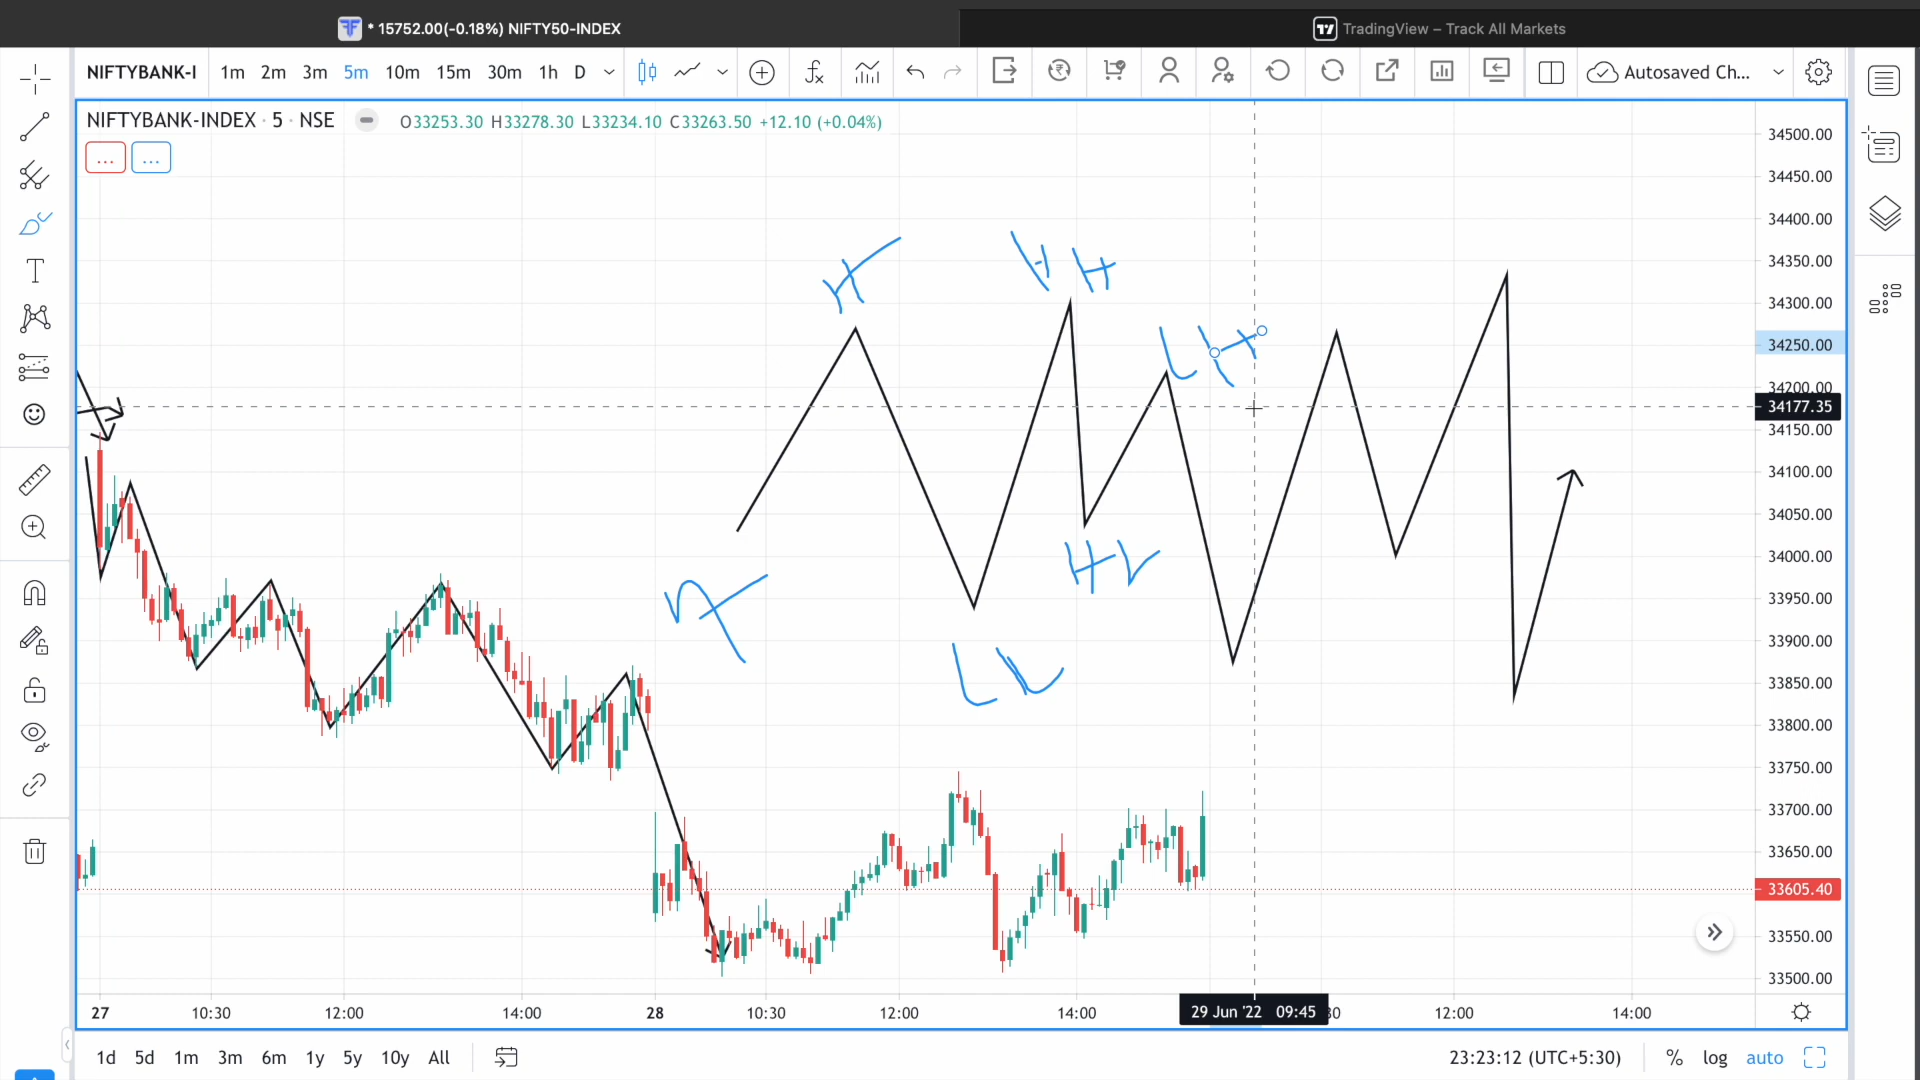 * 15752.00(-0.18%) NIFTY50-INDEX
TradingView – Track All Markets
NIFTYBANK-I 1m 2m 3m 5m 10m 15m 30m 1h D
Autosaved Ch...
NIFTYBANK-INDEX · 5 · NSE O33253.30 H33278.30 L33234.10 C33263.50 +12.10 (+0.04%)
... ...
34500.00
34450.00
34400.00
34350.00
34300.00
34250.00
34200.00
34177.35
34150.00
34100.00
34050.00
34000.00
33950.00
33900.00
33850.00
33800.00
33750.00
33700.00
33650.00
33605.40
33550.00
33500.00
H
HH
LH
HL
27 10:30 12:00 14:00 28 10:30 12:00 14:00 29 Jun '22 09:45 30 12:00 14:00
1d 5d 1m 3m 6m 1y 5y 10y All
23:23:12 (UTC+5:30) % log auto